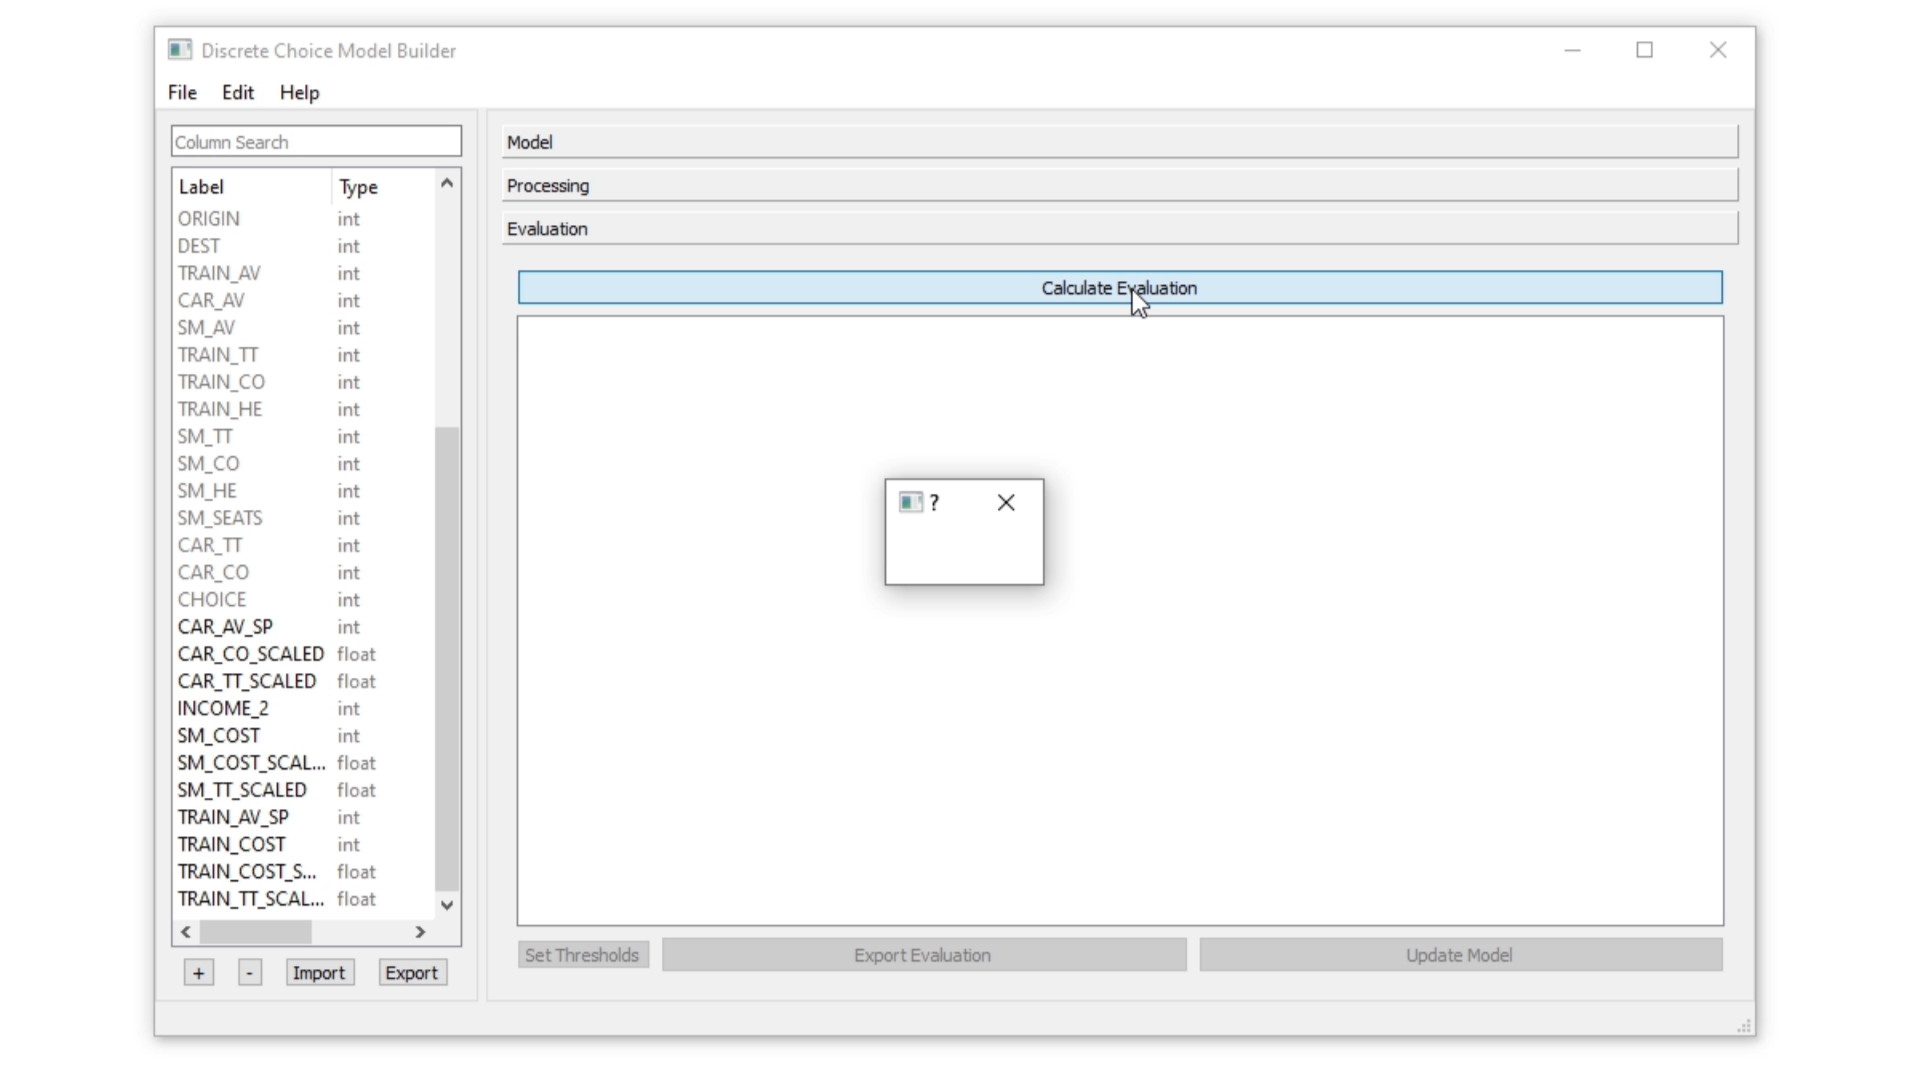 Discrete Choice Model Builder
File Edit Help
Column Search
Label Type
ORIGIN int
DEST int
TRAIN_AV int
CAR_AV int
SM_AV int
TRAIN_TT int
TRAIN_CO int
TRAIN_HE int
SM_TT int
SM_CO int
SM_HE int
SM_SEATS int
CAR_TT int
CAR_CO int
CHOICE int
CAR_AV_SP int
CAR_CO_SCALED float
CAR_TT_SCALED float
INCOME_2 int
SM_COST int
SM_COST_SCAL... float
SM_TT_SCALED float
TRAIN_AV_SP int
TRAIN_COST int
TRAIN_COST_S... float
TRAIN_TT_SCAL... float
+ - Import Export
Model
Processing
Evaluation
Calculate Evaluation
?
Set Thresholds Export Evaluation Update Model